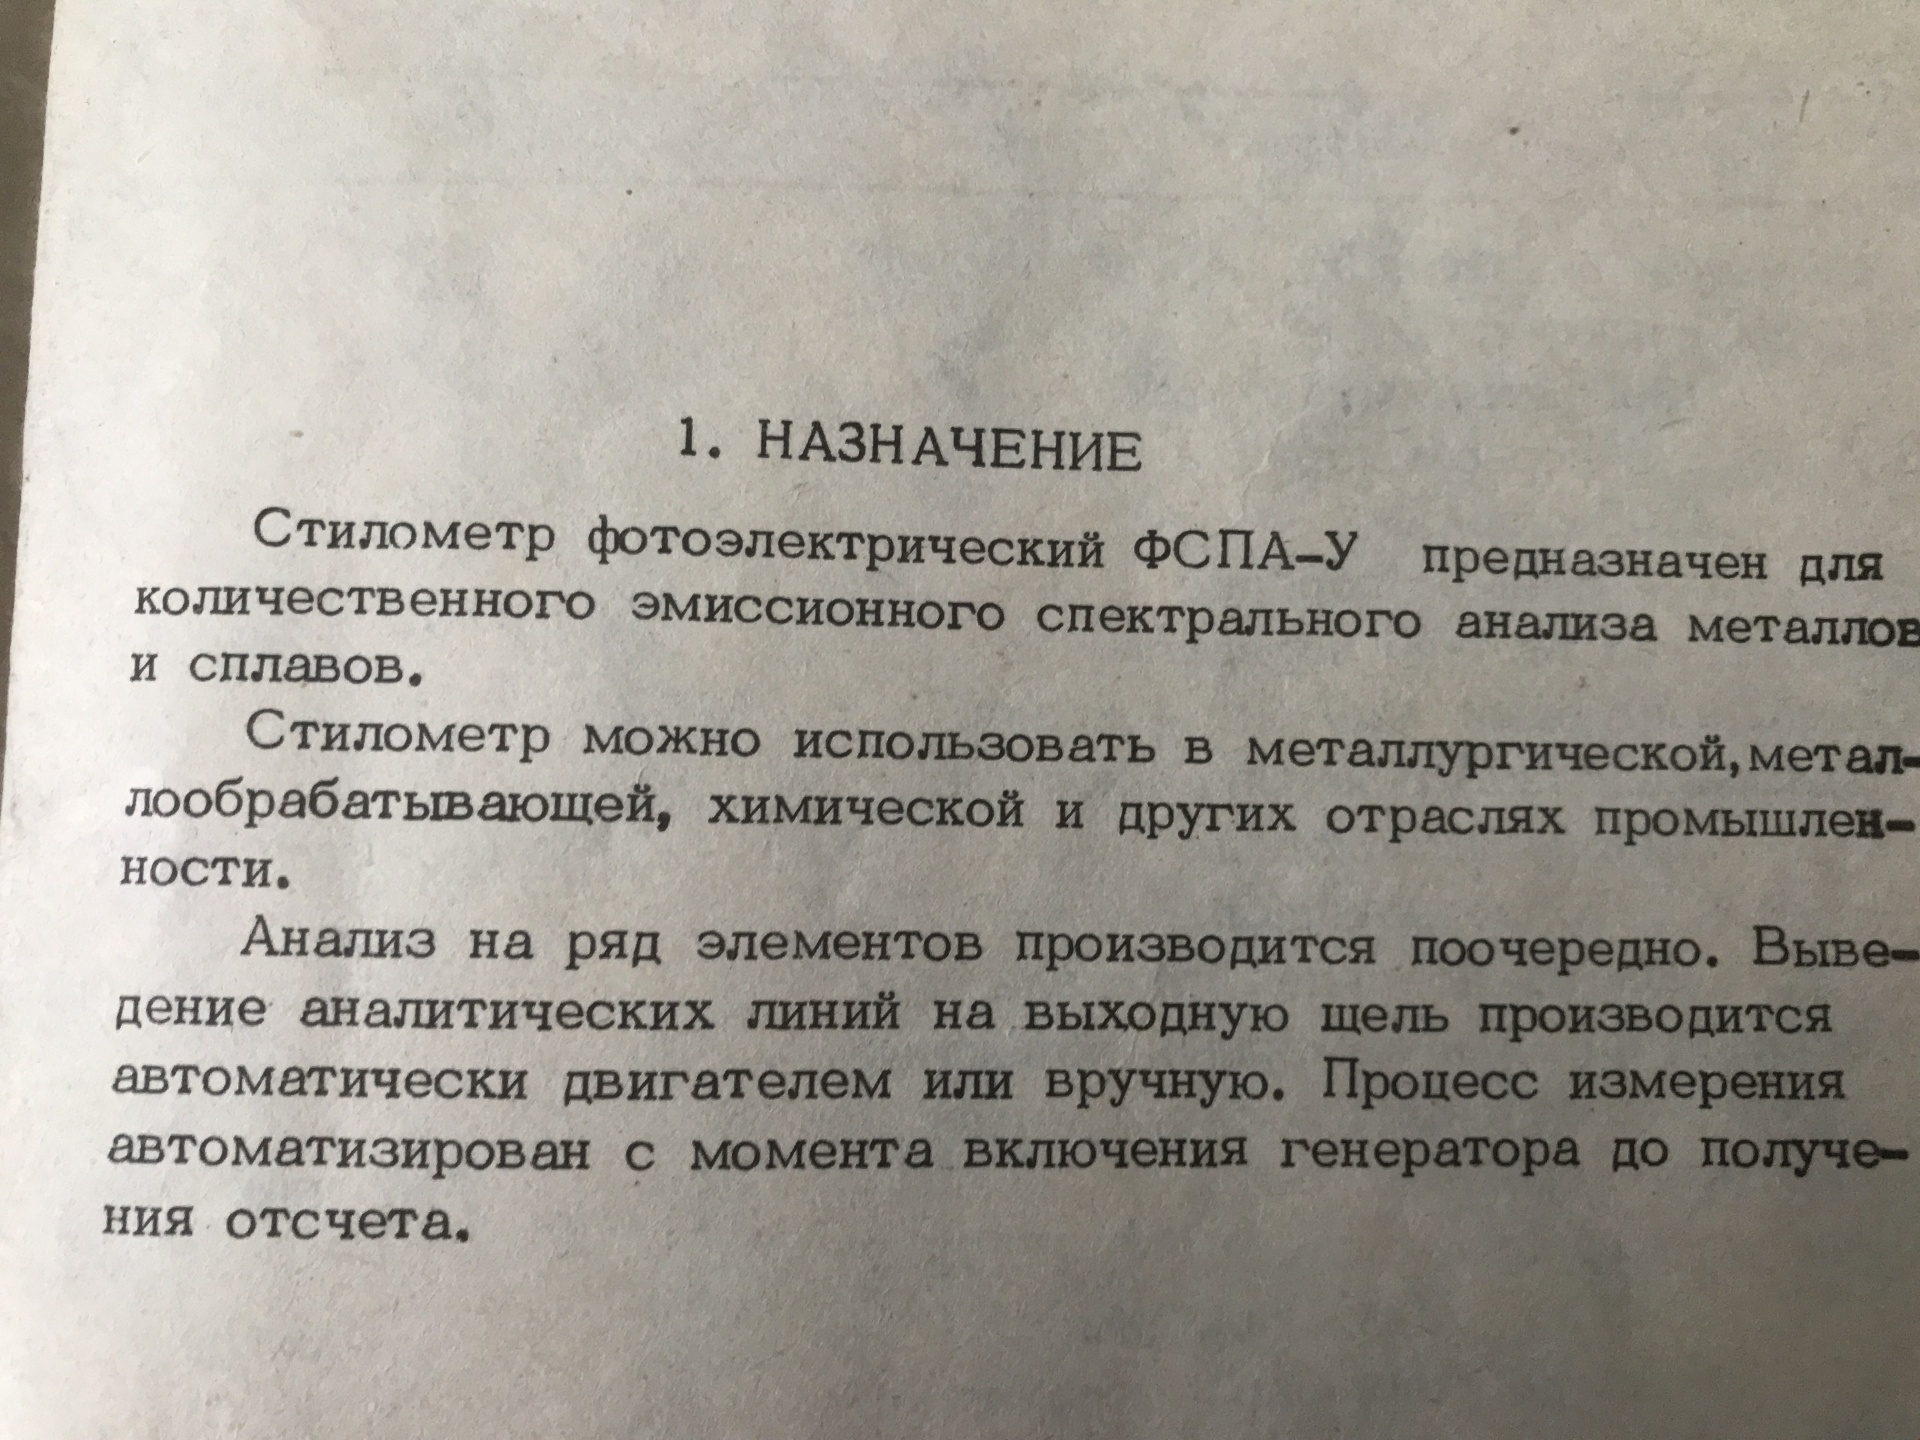 1. НАЗНАЧЕНИЕ
Стилометр фотоэлектрический ФСПА-У предназначен для
количественного эмиссионного спектрального анализа металлов
и сплавов.
Стилометр можно использовать в металлургической, метал-
лообрабатывающей, химической и других отраслях промышлен-
ности.
Анализ на ряд элементов производится поочередно. Выве-
дение аналитических линий на выходную щель производится
автоматически двигателем или вручную. Процесс измерения
автоматизирован с момента включения генератора до получе-
ния отсчета.